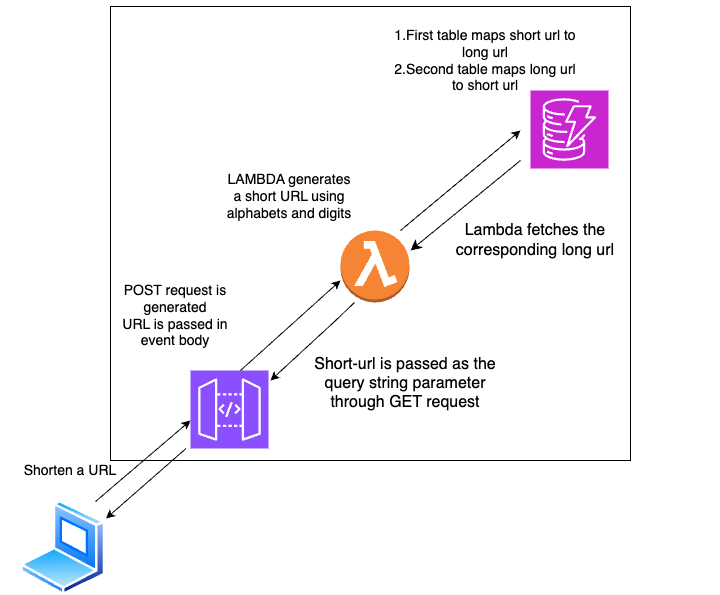 1.First table maps short url to
long url
2.Second table maps long url
to short url
LAMBDA generates
a short URL using
alphabets and digits
Lambda fetches the
corresponding long url
POST request is
generated
URL is passed in
event body
Short-url is passed as the
query string parameter
through GET request
</>
Shorten a URL